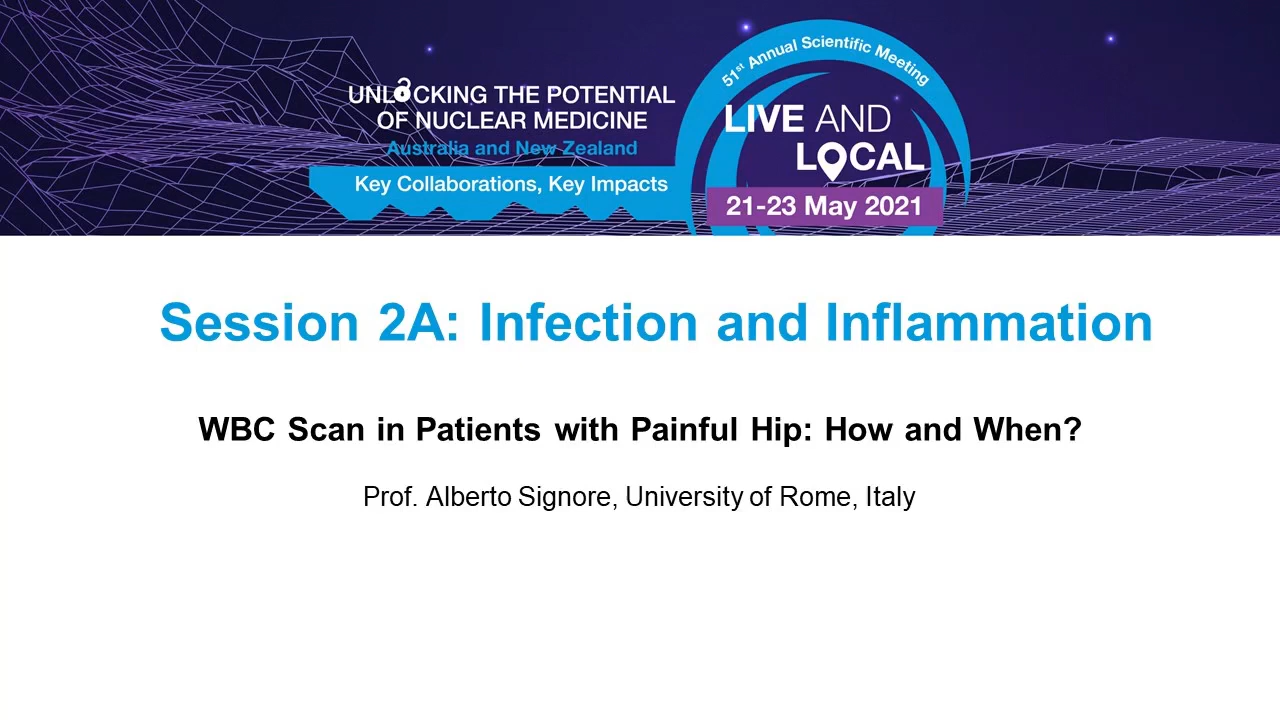 UNLOCKING THE POTENTIAL
OF NUCLEAR MEDICINE
Australia and New Zealand
Key Collaborations, Key Impacts
51st Annual Scientific Meeting
LIVE AND
LOCAL
21-23 May 2021
Session 2A: Infection and Inflammation
WBC Scan in Patients with Painful Hip: How and When?
Prof. Alberto Signore, University of Rome, Italy